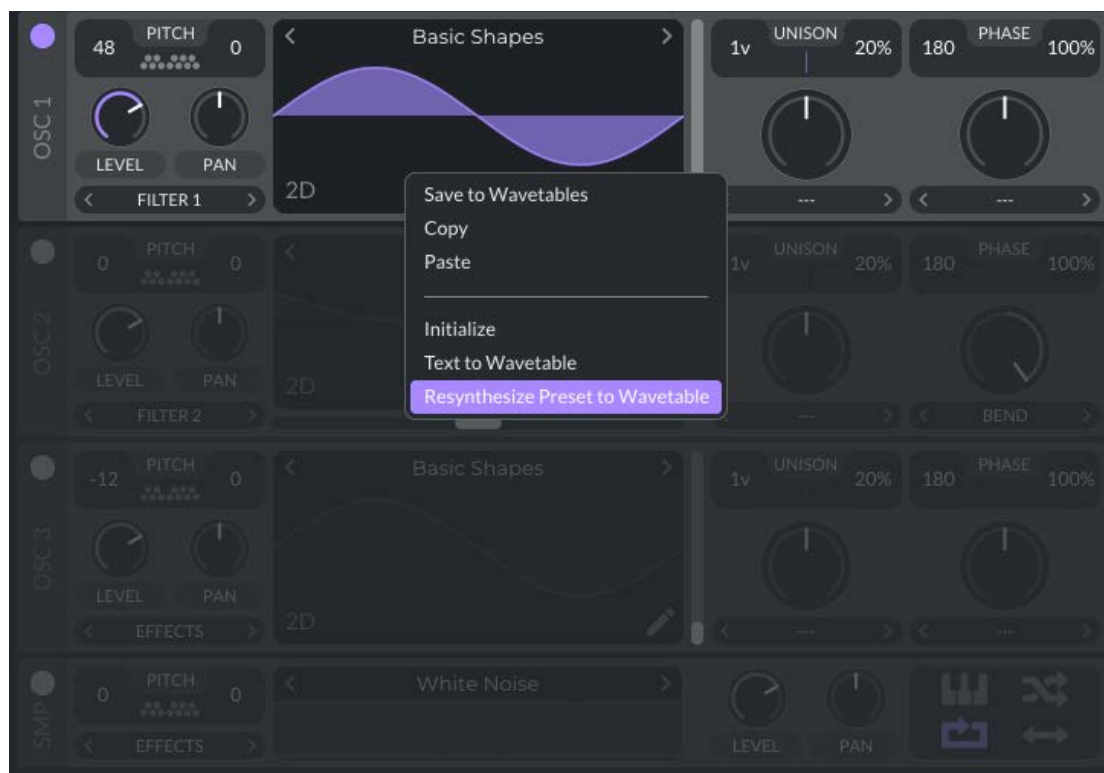 OSC 1
48 PITCH 0
LEVEL PAN
< FILTER 1 >
< Basic Shapes >
2D
1v UNISON 20%
< --- >
180 PHASE 100%
< --- >
Save to Wavetables
Copy
Paste
Initialize
Text to Wavetable
Resynthesize Preset to Wavetable
OSC 2
0 PITCH 0
LEVEL PAN
< FILTER 2 >
2D
1v UNISON 20%
--- >
180 PHASE 100%
< BEND >
OSC 3
-12 PITCH 0
LEVEL PAN
< EFFECTS >
< Basic Shapes >
2D
1v UNISON 20%
< --- >
180 PHASE 100%
< --- >
SMP
0 PITCH 0
< EFFECTS >
< White Noise >
LEVEL PAN